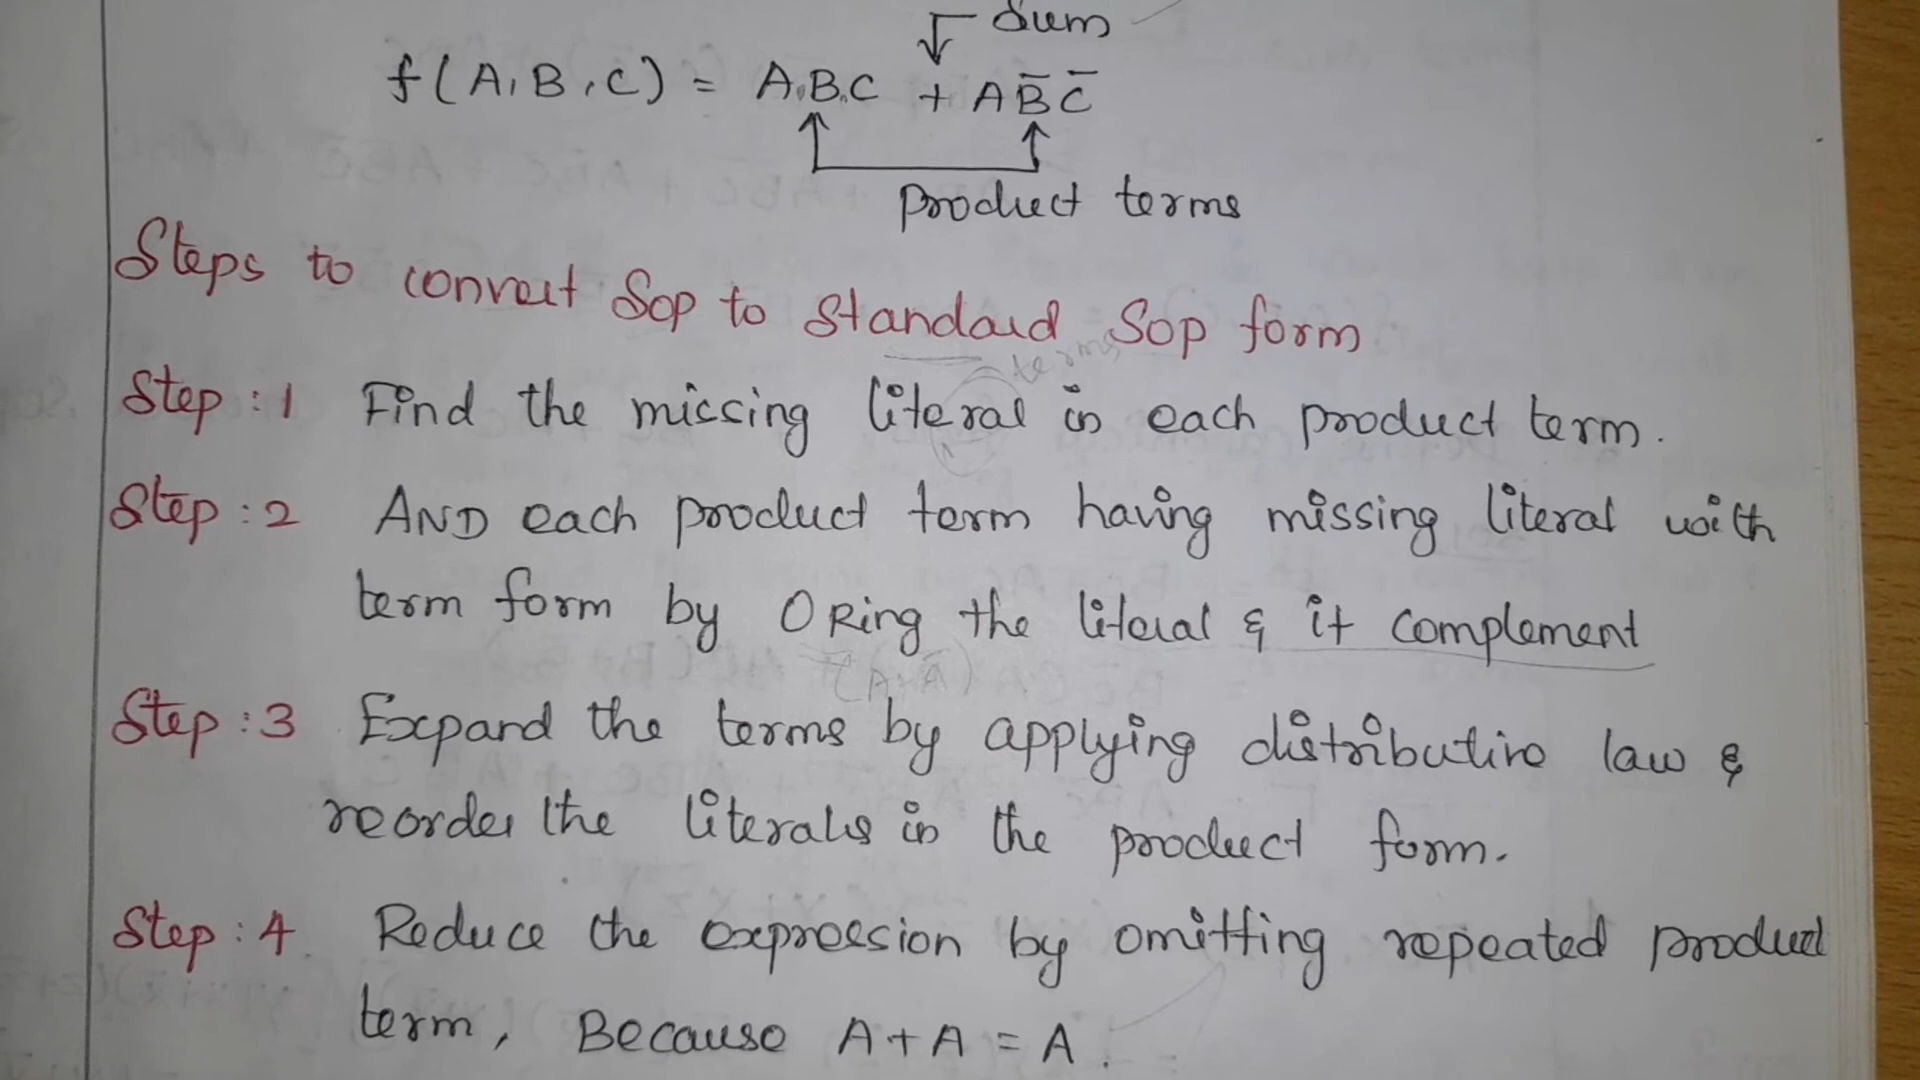 Sum
f(A,B,C) = A.B.C + AB̅C̅
product terms
Steps to convert Sop to Standard Sop form
terms
Step:1 Find the missing literal in each product term.
Step:2 AND each product term having missing literal with
term form by ORing the literal & it complement
(A+A̅)
Step:3 Expand the terms by applying distributive law &
reorder the literals in the product form.
Step:4. Reduce the expression by omitting repeated product
term, Because A+A = A.